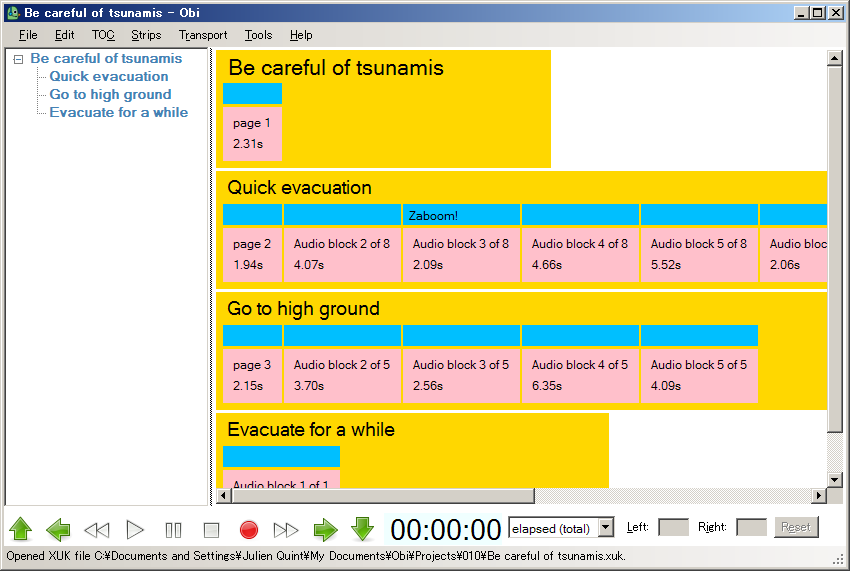 Be careful of tsunamis - Obi
File Edit TOC Strips Transport Tools Help
Be careful of tsunamis
Quick evacuation
Go to high ground
Evacuate for a while
Be careful of tsunamis
page 1
2.31s
Quick evacuation
Zaboom!
page 2 Audio block 2 of 8 Audio block 3 of 8 Audio block 4 of 8 Audio block 5 of 8 Audio bloc
1.94s 4.07s 2.09s 4.66s 5.52s 2.06s
Go to high ground
page 3 Audio block 2 of 5 Audio block 3 of 5 Audio block 4 of 5 Audio block 5 of 5
2.15s 3.70s 2.56s 6.35s 4.09s
Evacuate for a while
Audio block 1 of 1
00:00:00 elapsed (total) Left: Right: Reset
Opened XUK file C:¥Documents and Settings¥Julien Quint¥My Documents¥Obi¥Projects¥010¥Be careful of tsunamis.xuk.